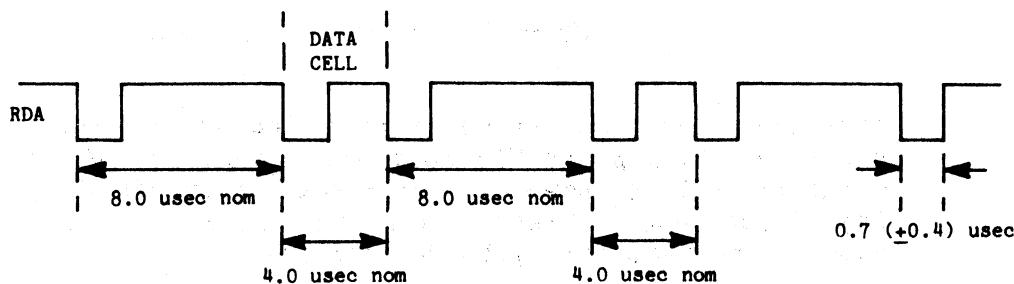 DATA
CELL
RDA
8.0 usec nom
8.0 usec nom
0.7 (±0.4) usec
4.0 usec nom
4.0 usec nom